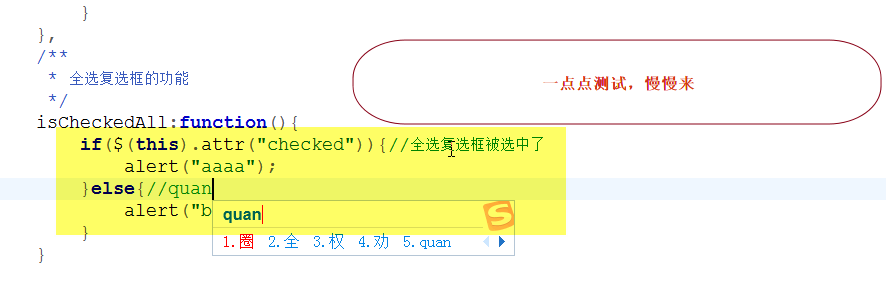 }
},
/**
* 全选复选框的功能
*/
一点点测试，慢慢来
isCheckedAll:function(){
if($(this).attr("checked")){//全选复选框被选中了
alert("aaaa");
}else{//quan
alert("b
quan
1.圈 2.全 3.权 4.劝 5.quan
}
}